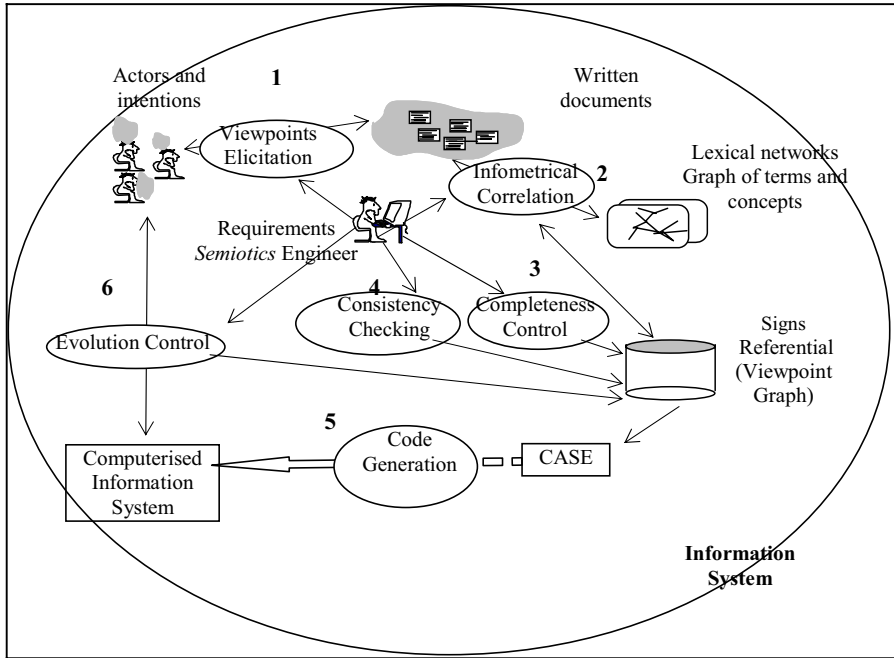 Actors and
intentions
1
Written
documents
Viewpoints
Elicitation
Infometrical
Correlation
2
Lexical networks
Graph of terms and
concepts
Requirements
Semiotics Engineer
6
4
3
Consistency
Checking
Completeness
Control
Evolution Control
Signs
Referential
(Viewpoint
Graph)
5
Code
Generation
CASE
Computerised
Information
System
Information
System